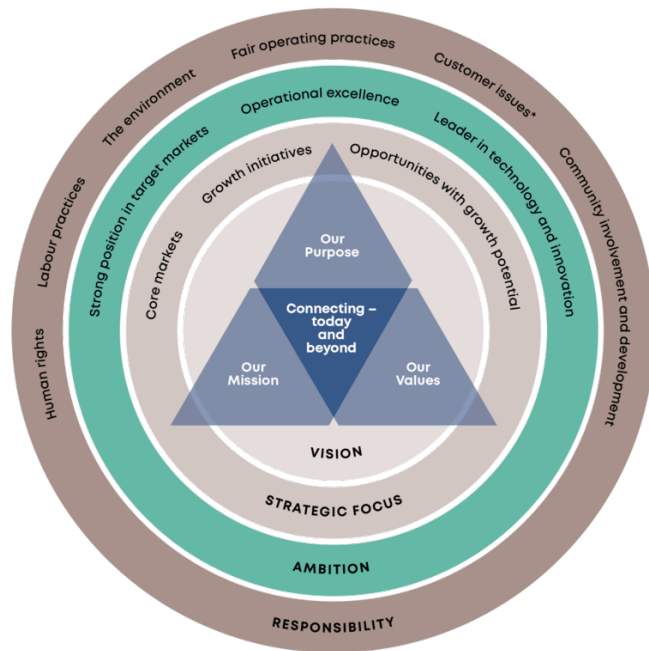 Human rights
Labour practices
The environment
Fair operating practices
Customer issues*
Community involvement and development
Strong position in target markets
Operational excellence
Leader in technology and innovation
Core markets
Growth initiatives
Opportunities with growth potential
Our
Purpose
Connecting –
today
and
beyond
Our
Mission
Our
Values
VISION
STRATEGIC FOCUS
AMBITION
RESPONSIBILITY